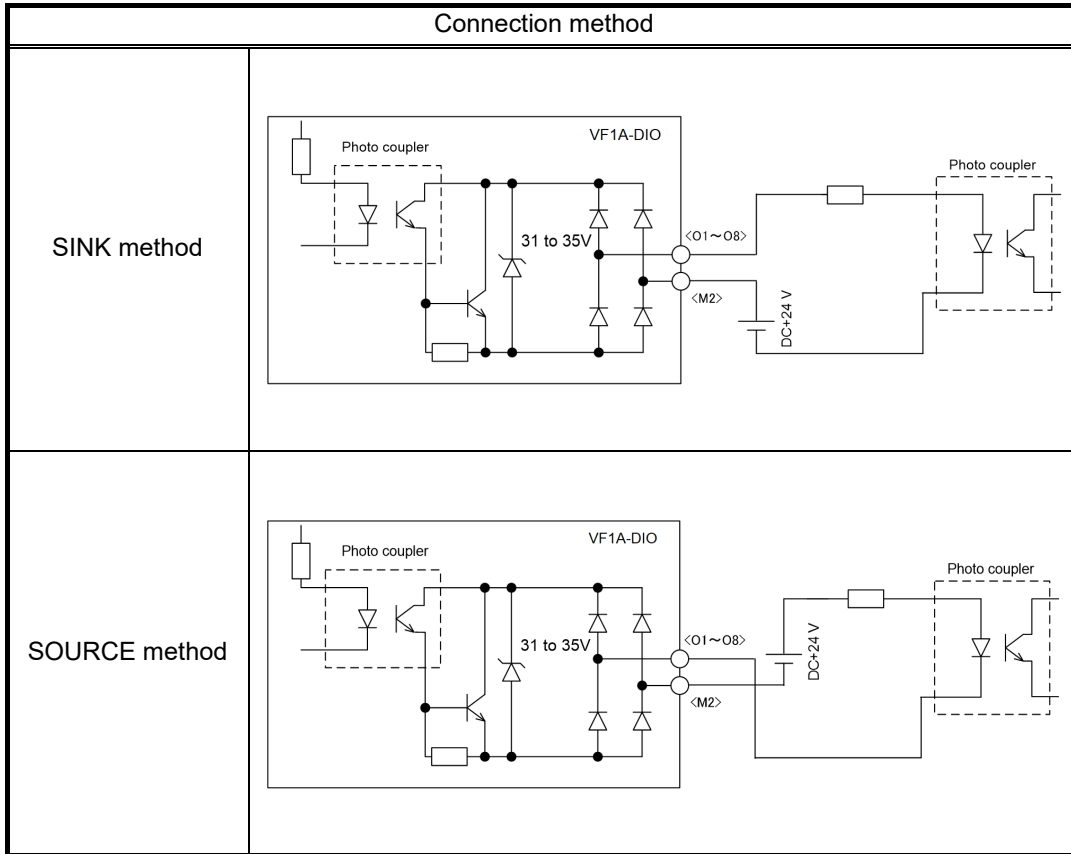 Connection method
SINK method
VF1A-DIO
Photo coupler
31 to 35V
<O1～O8>
<M2>
DC+24 V
Photo coupler
SOURCE method
VF1A-DIO
Photo coupler
31 to 35V
<O1～O8>
<M2>
DC+24 V
Photo coupler